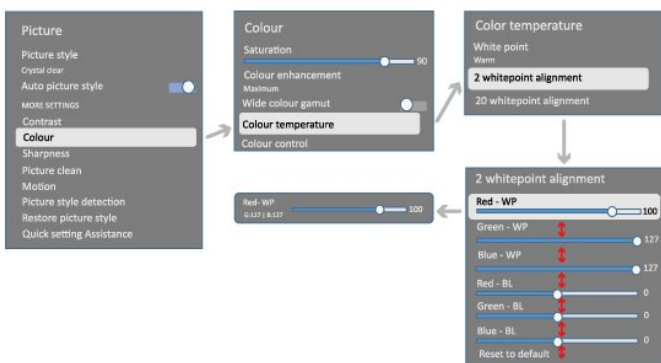 Picture
Picture style
Crystal clear
Auto picture style
MORE SETTINGS
Contrast
Colour
Sharpness
Picture clean
Motion
Picture style detection
Restore picture style
Quick setting Assistance
Colour
Saturation
90
Colour enhancement
Maximum
Wide colour gamut
Colour temperature
Colour control
Color temperature
White point
Warm
2 whitepoint alignment
20 whitepoint alignment
2 whitepoint alignment
Red- WP
100
Green - WP
127
Blue - WP
127
Red - BL
0
Green - BL
0
Blue - BL
0
Reset to default
Red- WP
G:127 | B:127
100